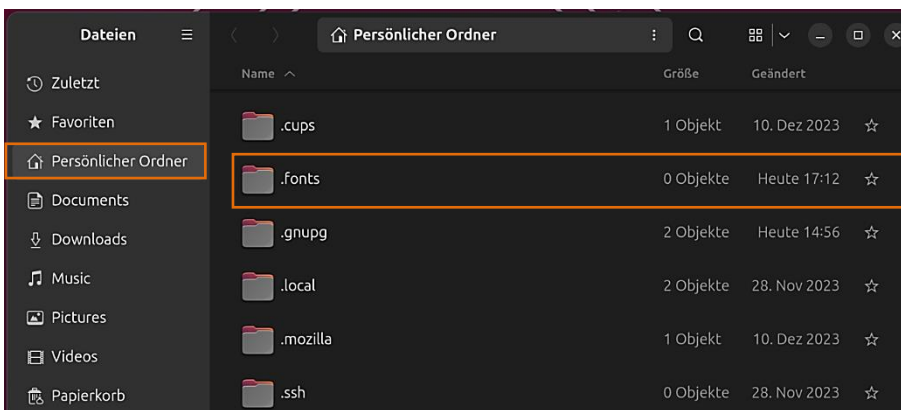 Dateien
Persönlicher Ordner
Zuletzt
Favoriten
Persönlicher Ordner
Documents
Downloads
Music
Pictures
Videos
Papierkorb
Name Größe Geändert
.cups 1 Objekt 10. Dez 2023
.fonts 0 Objekte Heute 17:12
.gnupg 2 Objekte Heute 14:56
.local 2 Objekte 28. Nov 2023
.mozilla 1 Objekt 10. Dez 2023
.ssh 0 Objekte 28. Nov 2023